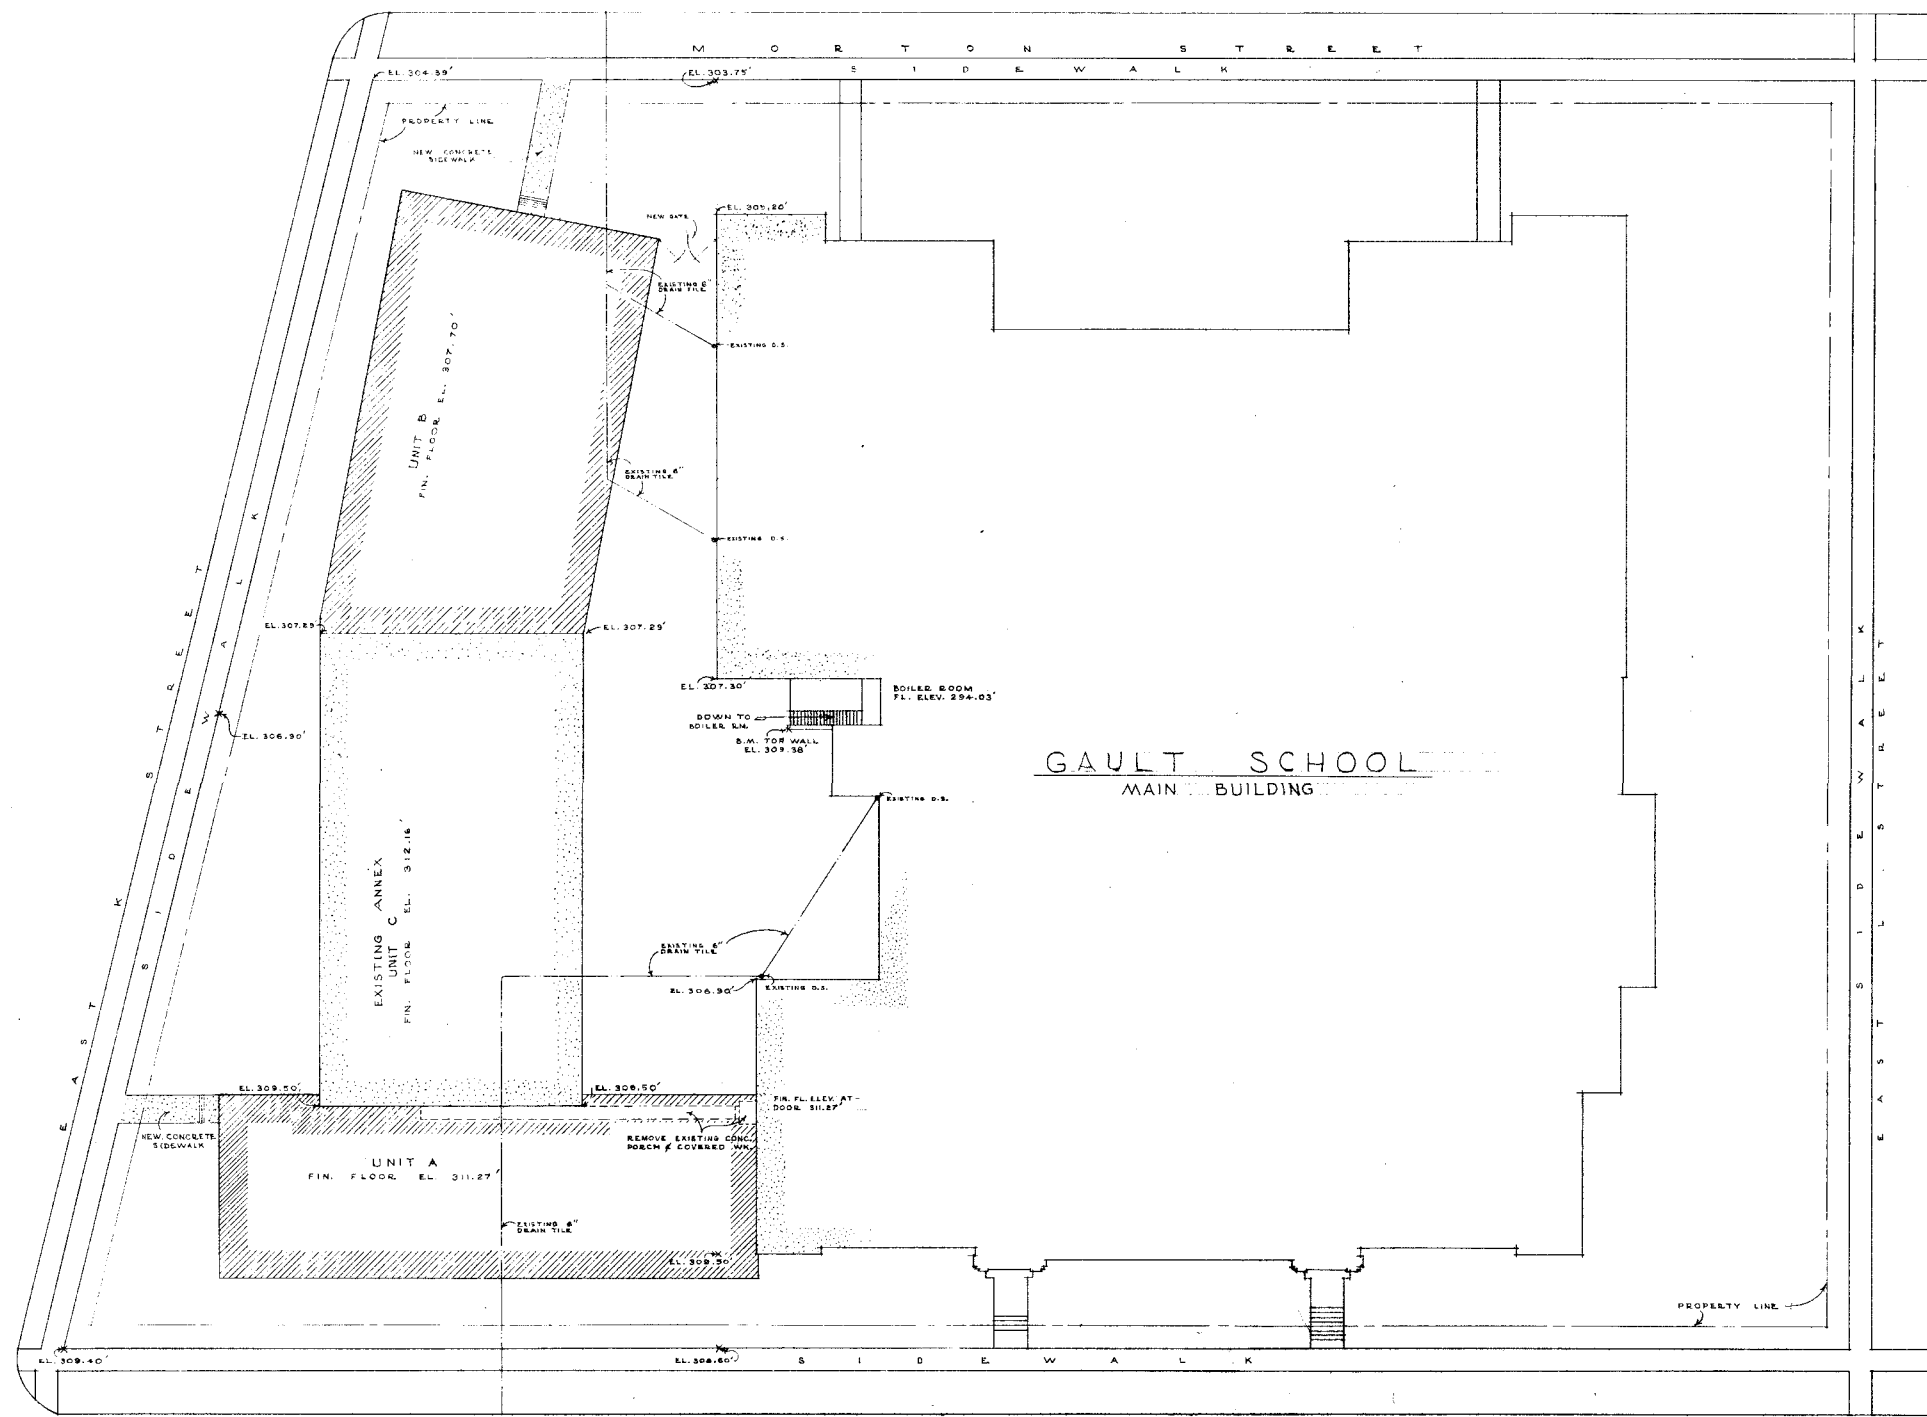 MORTON STREET
SIDEWALK
EL. 304.39'
EL. 303.75'
PROPERTY LINE
NEW CONCRETE
SIDEWALK
NEW GATE
EL. 305.20'
EXISTING 6"
DRAIN TILE
EXISTING D.S.
UNIT B
FIN. FLOOR EL. 307.70'
EXISTING 6"
DRAIN TILE
EXISTING D.S.
EL. 307.29'
EL. 307.29'
EL. 307.30'
BOILER ROOM
FL. ELEV. 294.03'
DOWN TO
BOILER RM.
B.M. TOP WALL
EL. 309.38'
EL. 306.90'
GAULT SCHOOL
MAIN BUILDING
EXISTING D.S.
EXISTING ANNEX
UNIT C
FIN. FLOOR EL. 312.16'
EXISTING 6"
DRAIN TILE
EL. 308.90'
EXISTING D.S.
EAST K STREET
SIDEWALK
SIDEWALK
EAST L STREET
EL. 309.50'
EL. 308.50'
FIN. FL. ELEV. AT
DOOR 311.27'
NEW CONCRETE
SIDEWALK
REMOVE EXISTING CONC.
PORCH & COVERED WK.
UNIT A
FIN. FLOOR EL. 311.27'
EXISTING 6"
DRAIN TILE
EL. 308.50'
PROPERTY LINE
EL. 309.40'
EL. 308.60'
SIDEWALK